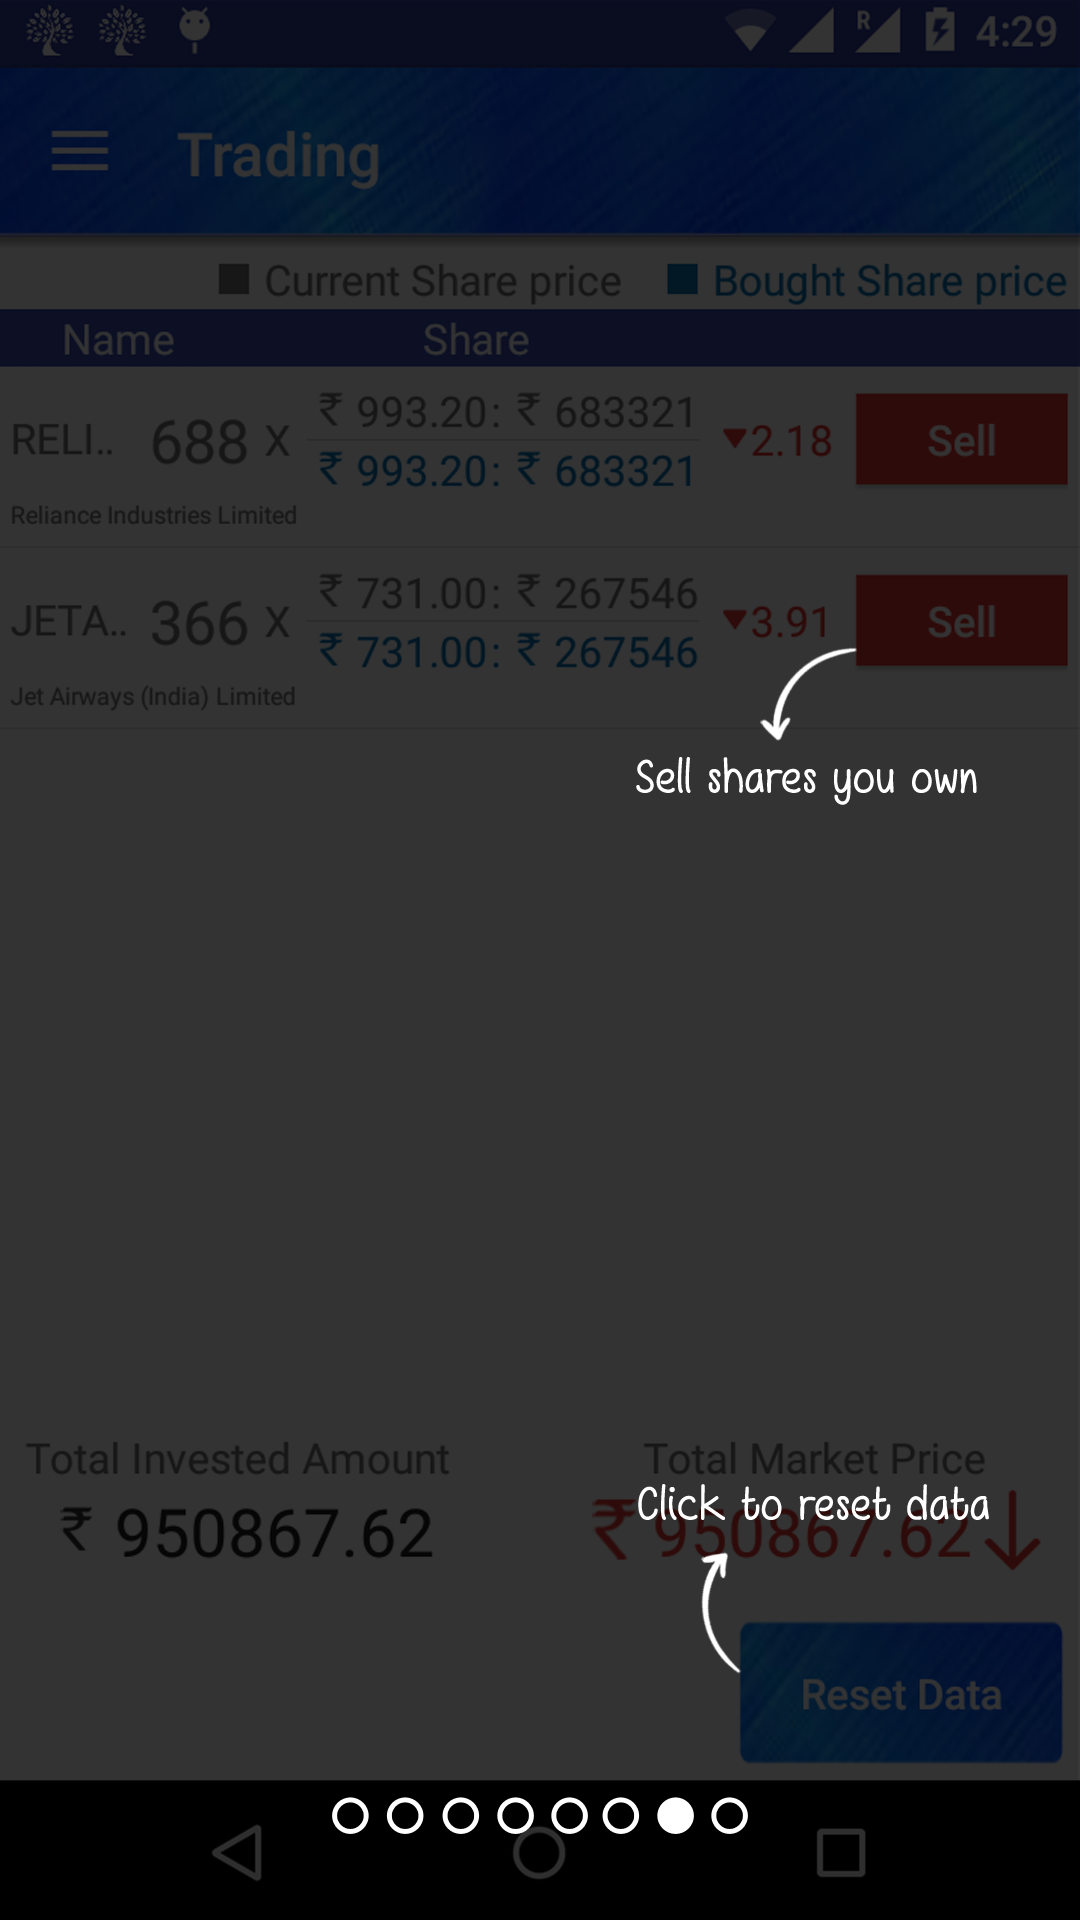 R 4:29
Trading
Current Share price Bought Share price
Name Share
RELI.. 688 X ₹ 993.20: ₹ 683321 ₹ 993.20: ₹ 683321 2.18 Sell
Reliance Industries Limited
JETA.. 366 X ₹ 731.00: ₹ 267546 ₹ 731.00: ₹ 267546 3.91 Sell
Jet Airways (India) Limited
Sell shares you own
Total Invested Amount Total Market Price
Click to reset data
₹ 950867.62 ₹ 950867.62
Reset Data